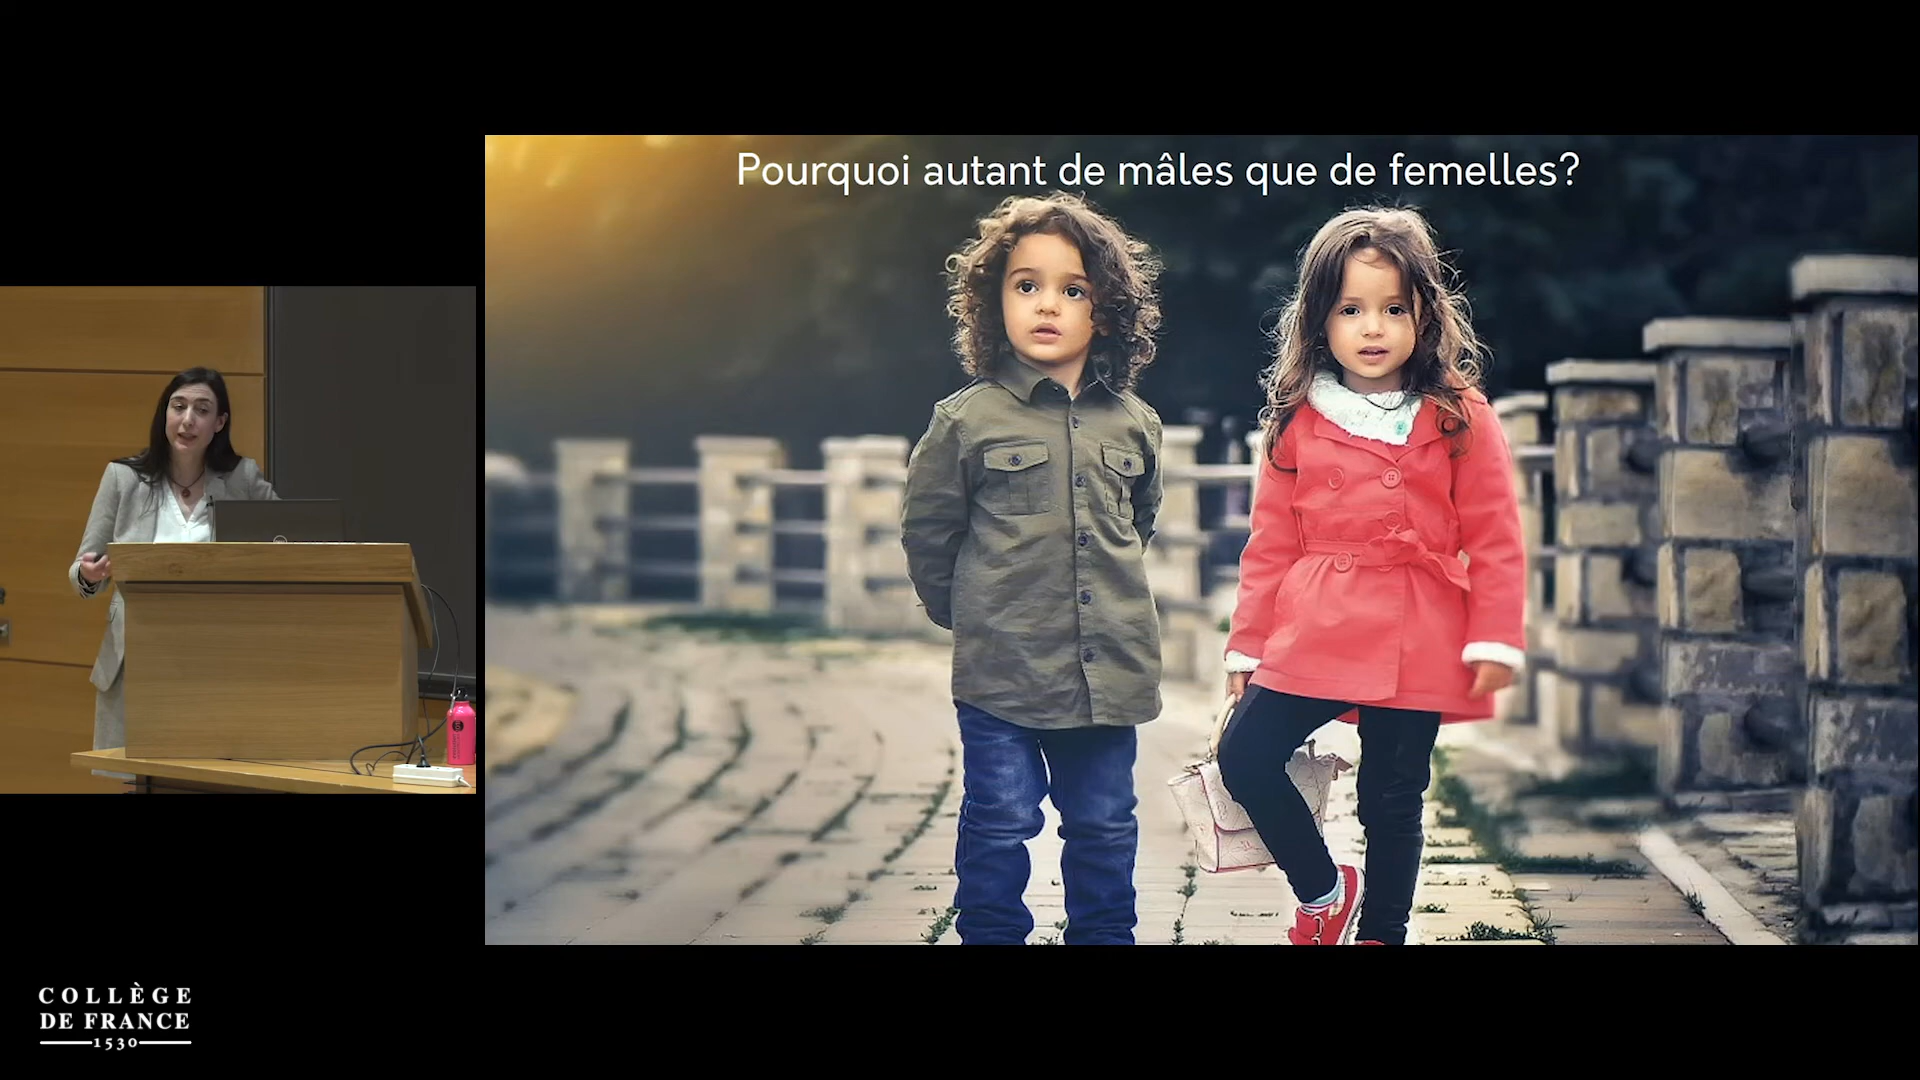 Pourquoi autant de mâles que de femelles?
COLLÈGE
DE FRANCE
1530